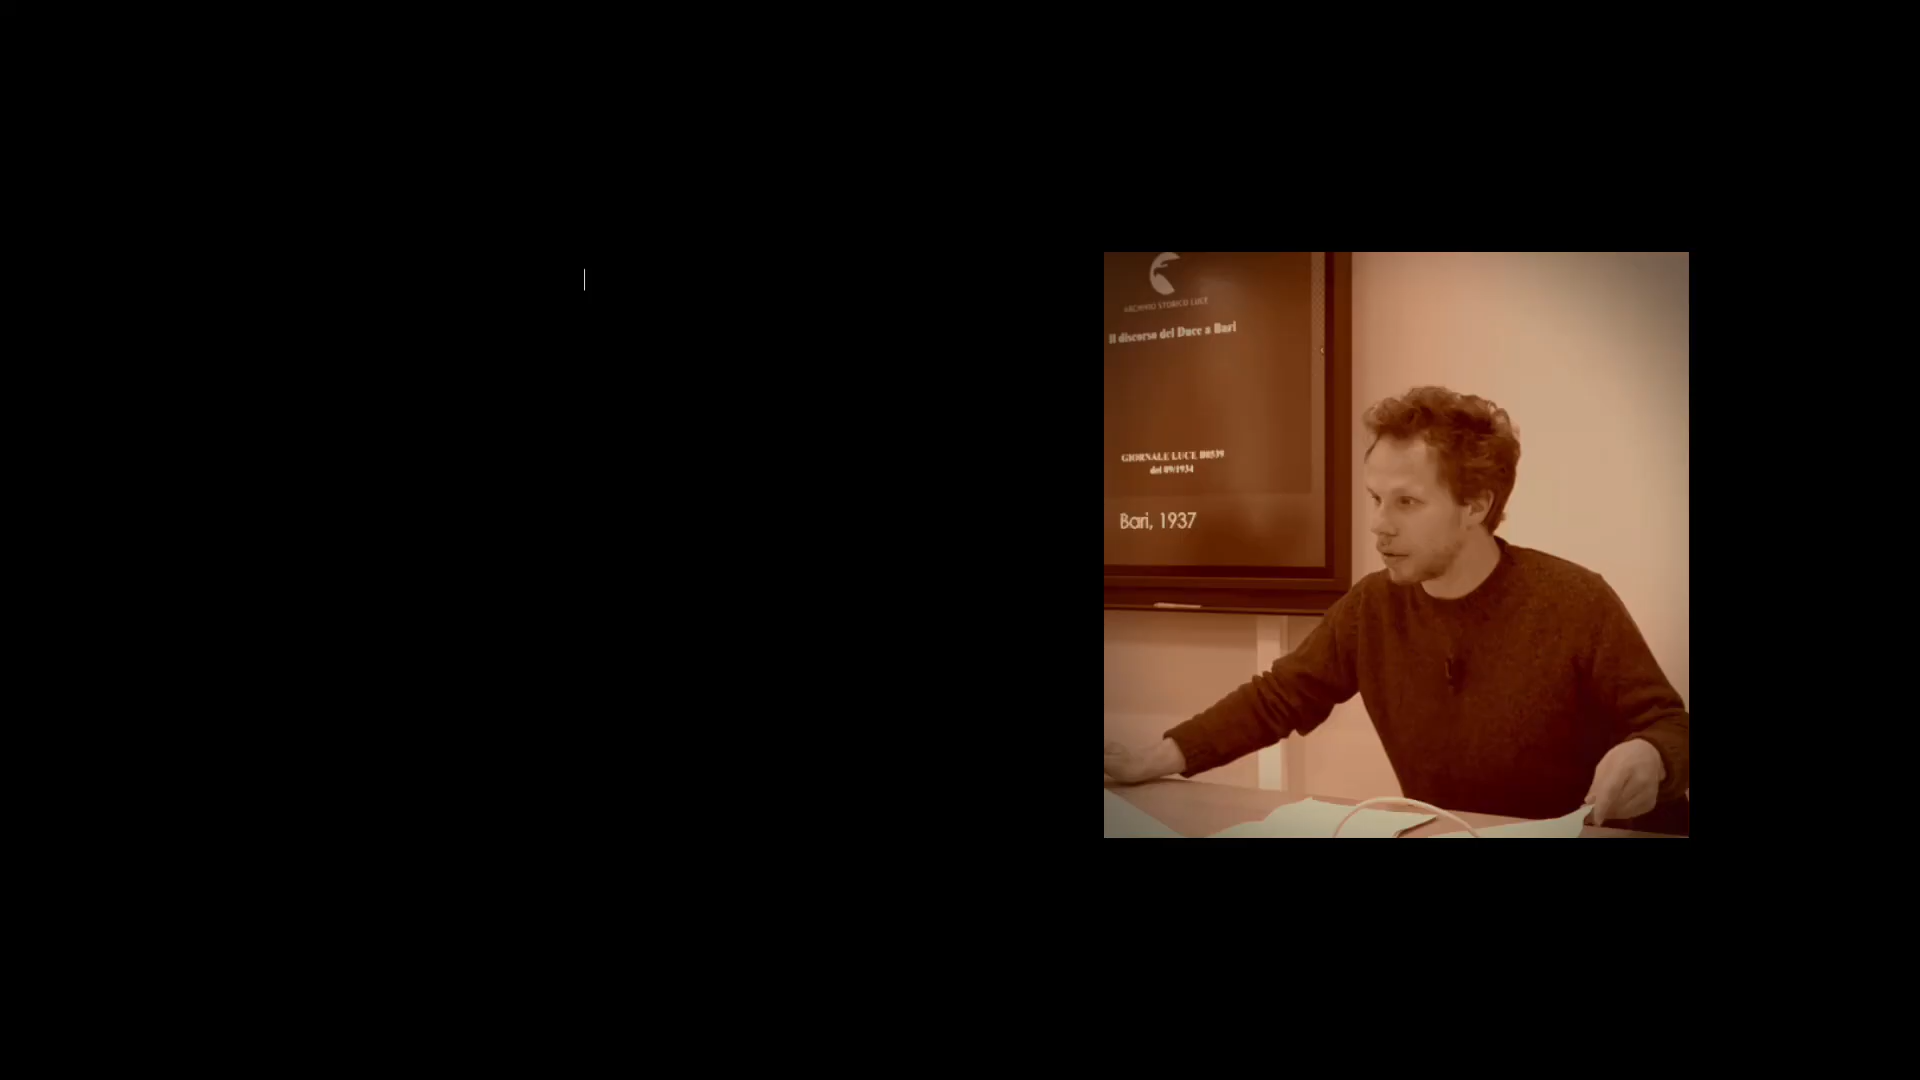 ARCHIVIO STORICO LUCE
Il discorso del Duce a Bari
GIORNALE LUCE B0539
del 09/1934
Bari, 1937